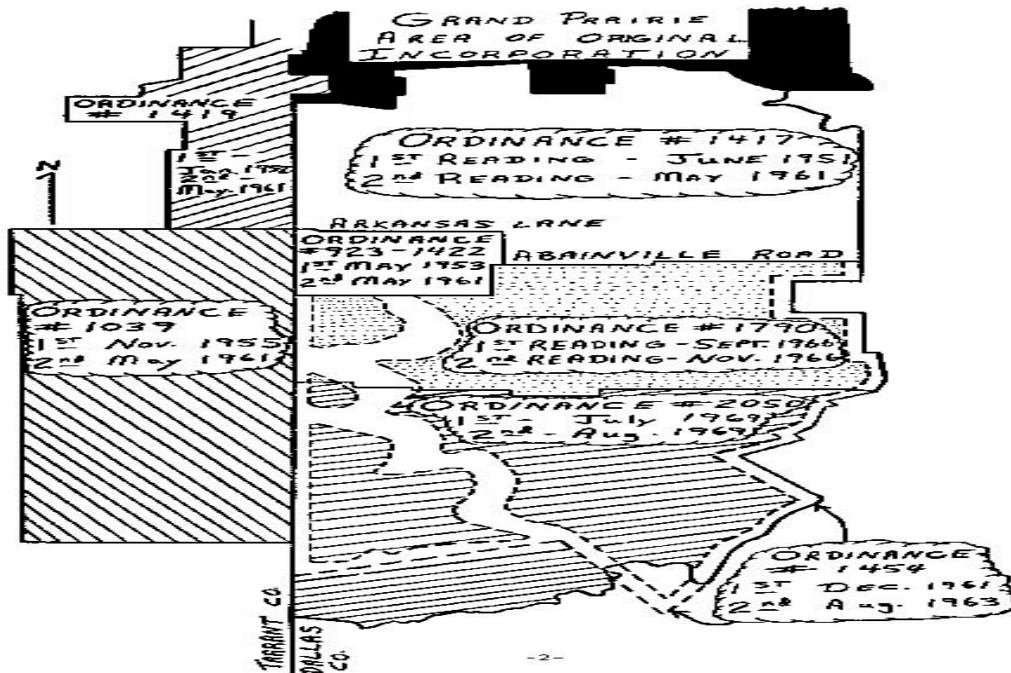 GRAND PRAIRIE
AREA OF ORIGINAL
INCORPORATION
ORDINANCE
# 1419
1ST -
Jan. 1952
2nd -
May 1961
N
ORDINANCE # 1417
1ST READING - JUNE 1951
2nd READING - MAY 1961
ARKANSAS LANE
ORDINANCE
#923-1422
1ST MAY 1953
2nd MAY 1961
ABAINVILLE ROAD
ORDINANCE
# 1039
1ST Nov. 1955
2nd May 1961
ORDINANCE # 1790
1ST READING - SEPT. 1966
2nd READING - NOV. 1966
ORDINANCE # 2050
1ST - July 1969
2nd - Aug. 1969
ORDINANCE
# 1454
1ST DEC. 1961
2nd Aug. 1963
TARRANT CO.
DALLAS CO.
-2-